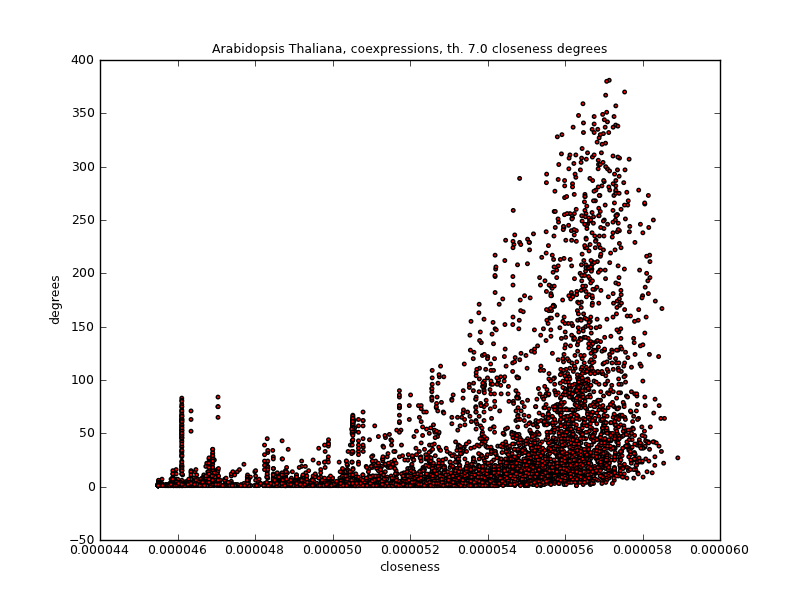 Arabidopsis Thaliana, coexpressions, th. 7.0 closeness degrees
400
350
300
250
200
150
100
50
0
−50
degrees
0.000044 0.000046 0.000048 0.000050 0.000052 0.000054 0.000056 0.000058 0.000060
closeness